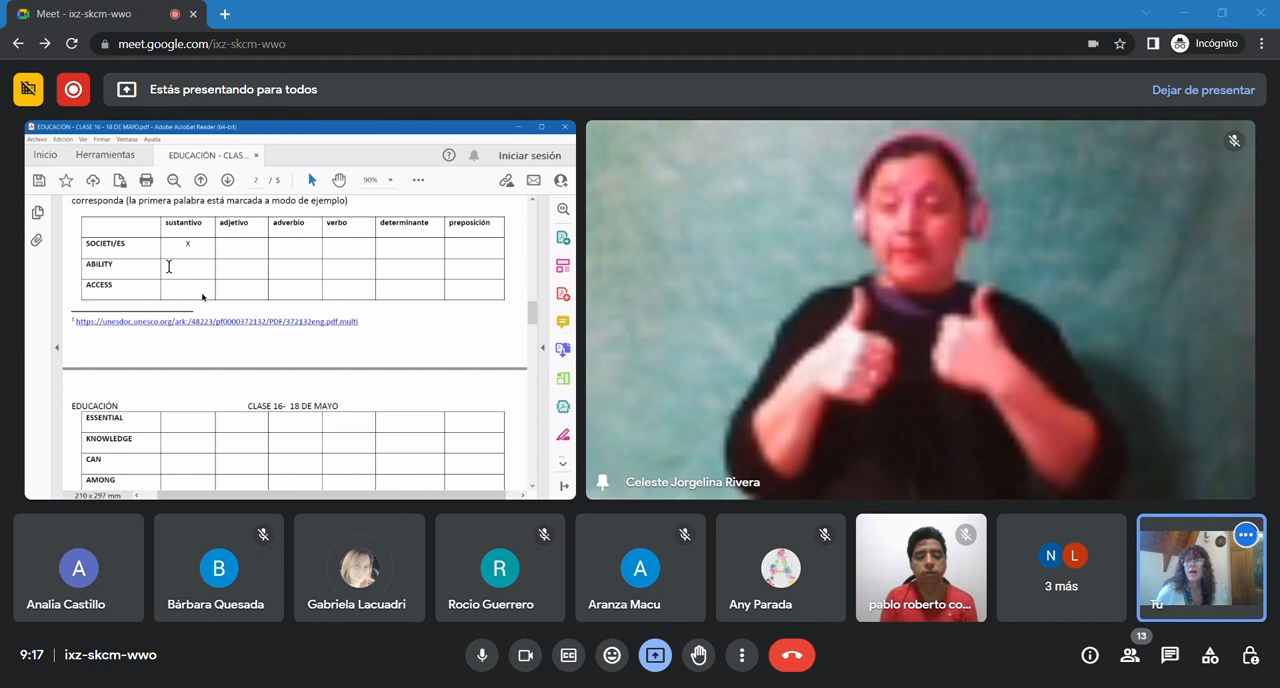 Meet - ixz-skcm-wwo
meet.google.com/ixz-skcm-wwo
Incógnito
Estás presentando para todos
Dejar de presentar
EDUCACIÓN - CLASE 16 - 18 DE MAYO.pdf - Adobe Acrobat Reader (64-bit)
Archivo Edición Ver Firmar Ventana Ayuda
Inicio Herramientas EDUCACIÓN - CLAS... Iniciar sesión
2 / 5 90%
corresponda (la primera palabra está marcada a modo de ejemplo)
sustantivo adjetivo adverbio verbo determinante preposición
SOCIETI/ES X
ABILITY
ACCESS
1 https://unesdoc.unesco.org/ark:/48223/pf0000372132/PDF/372132eng.pdf.multi
EDUCACIÓN CLASE 16- 18 DE MAYO
ESSENTIAL
KNOWLEDGE
CAN
AMONG
210 x 297 mm
Celeste Jorgelina Rivera
A B R A N L
3 más
Analia Castillo Bárbara Quesada Gabriela Lacuadri Rocio Guerrero Aranza Macu Any Parada pablo roberto co... Tú
13
9:17 ixz-skcm-wwo